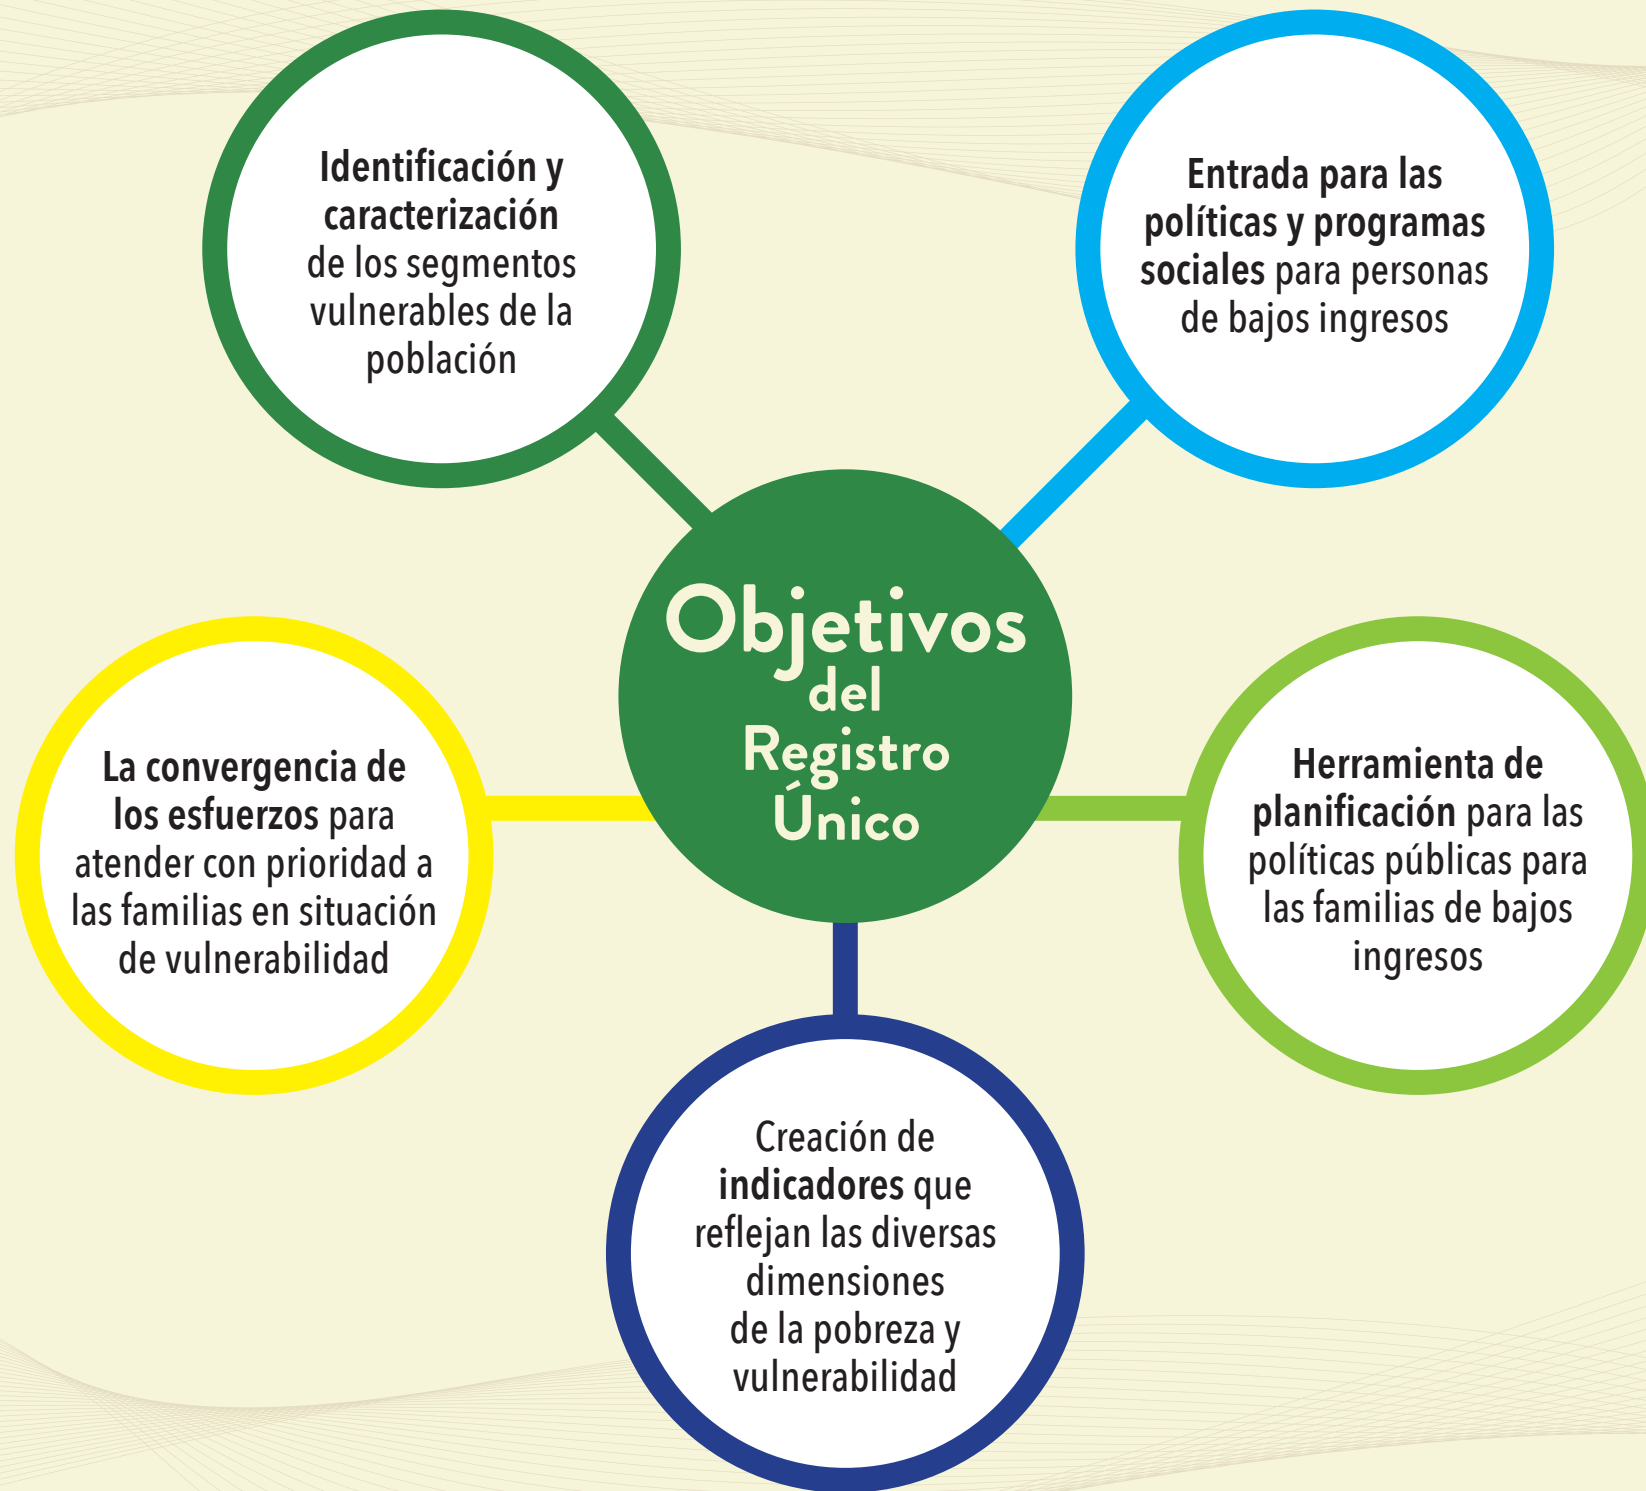 Identificación y
caracterización
de los segmentos
vulnerables de la
población
Entrada para las
políticas y programas
sociales para personas
de bajos ingresos
Objetivos
del
Registro
Único
La convergencia de
los esfuerzos para
atender con prioridad a
las familias en situación
de vulnerabilidad
Herramienta de
planificación para las
políticas públicas para
las familias de bajos
ingresos
Creación de
indicadores que
reflejan las diversas
dimensiones
de la pobreza y
vulnerabilidad